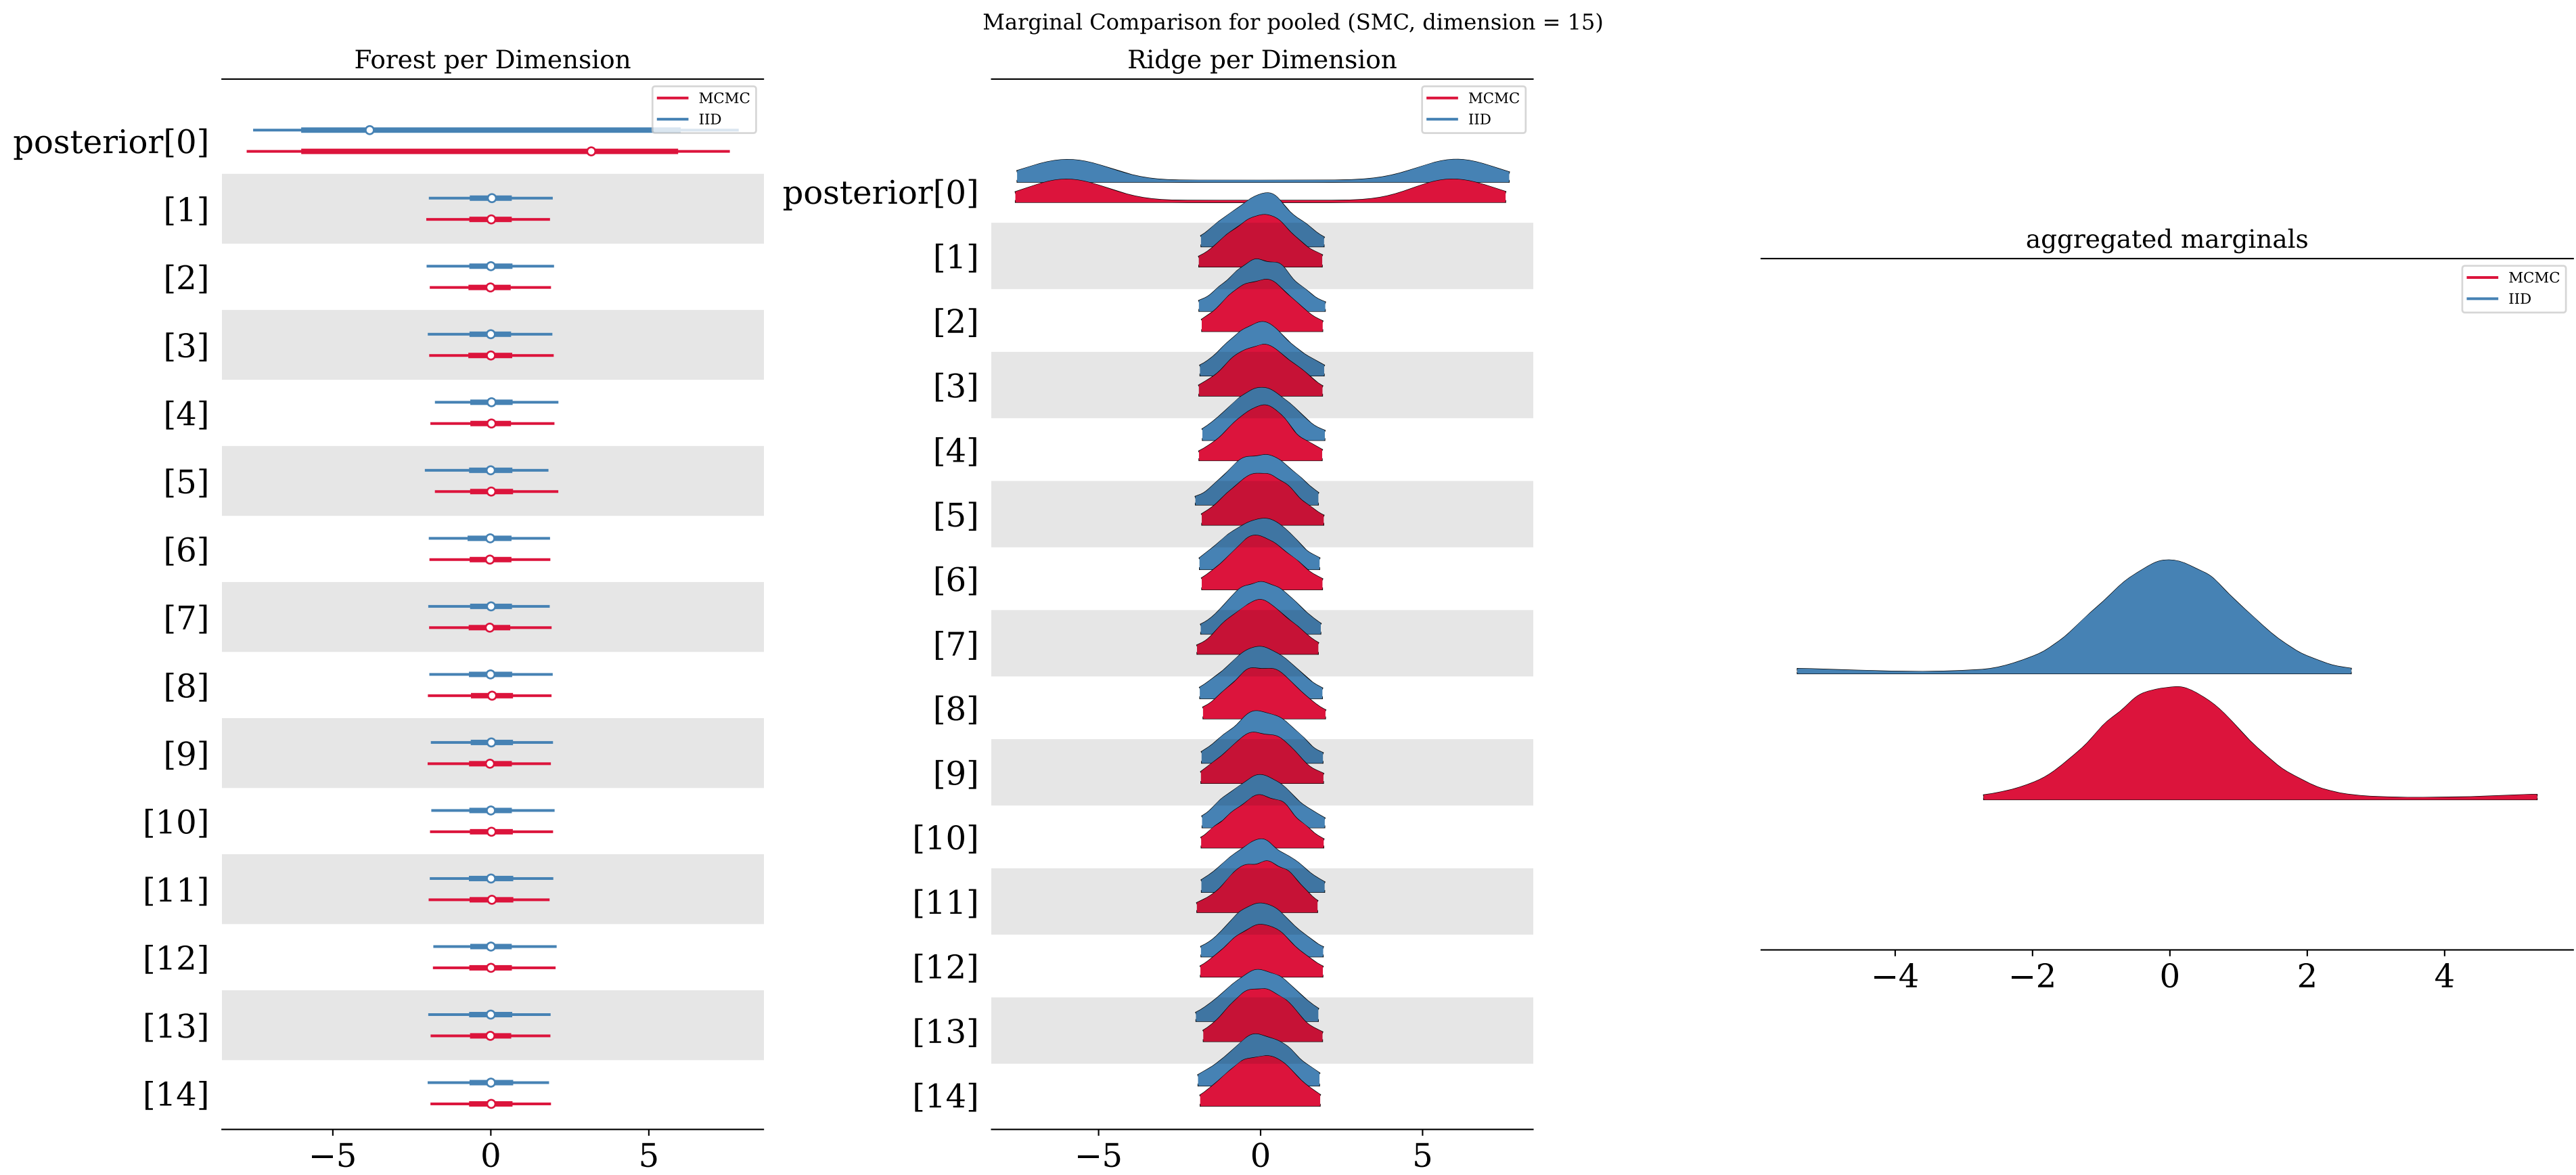 Marginal Comparison for pooled (SMC, dimension = 15)
Forest per Dimension
MCMC
IID
posterior[0]
[1]
[2]
[3]
[4]
[5]
[6]
[7]
[8]
[9]
[10]
[11]
[12]
[13]
[14]
−5 0 5
Ridge per Dimension
MCMC
IID
posterior[0]
[1]
[2]
[3]
[4]
[5]
[6]
[7]
[8]
[9]
[10]
[11]
[12]
[13]
[14]
−5 0 5
aggregated marginals
MCMC
IID
−4 −2 0 2 4